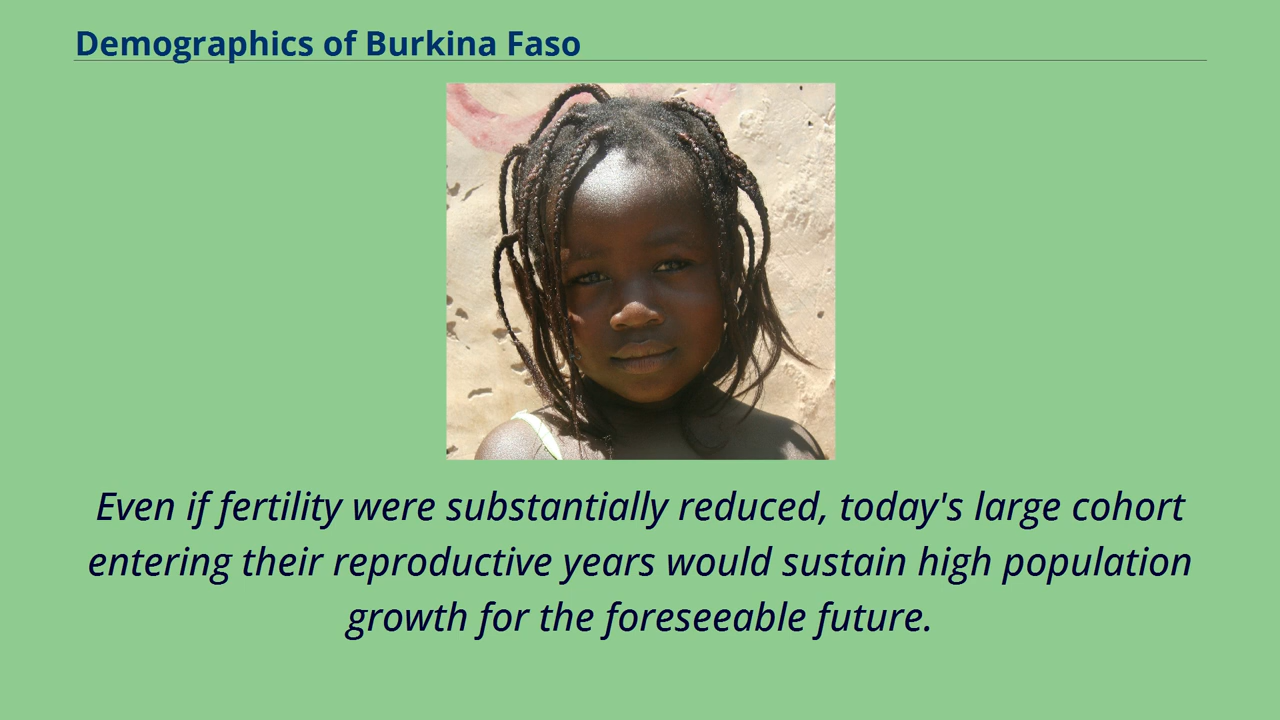 Demographics of Burkina Faso
Even if fertility were substantially reduced, today's large cohort
entering their reproductive years would sustain high population
growth for the foreseeable future.